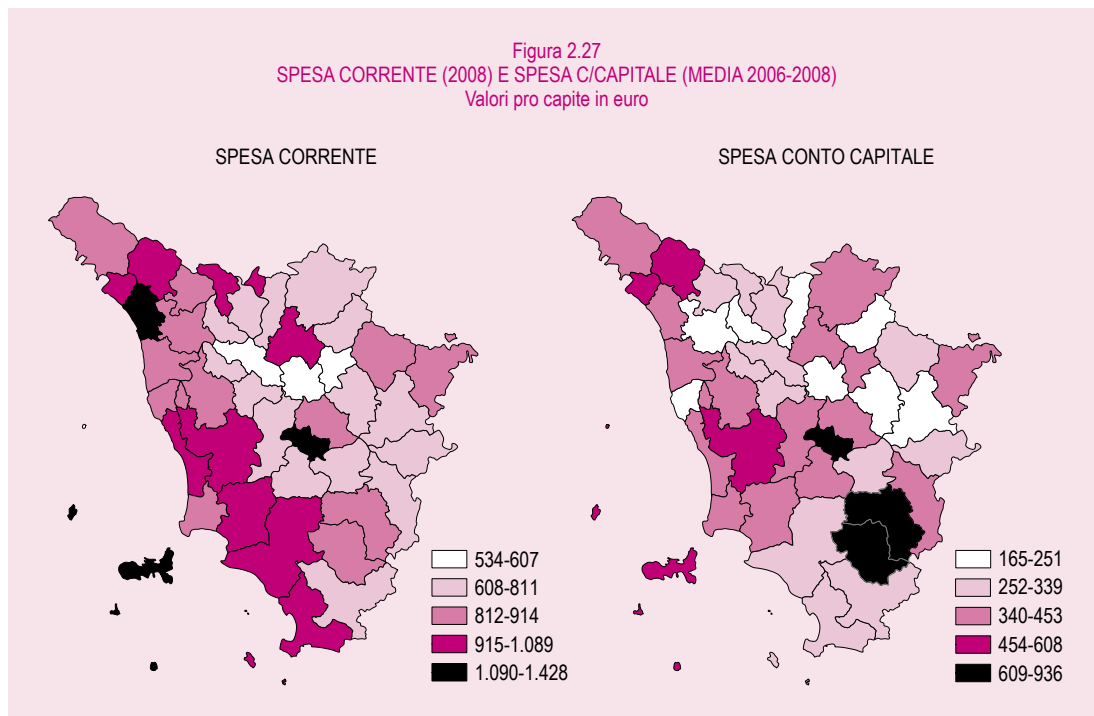 Figura 2.27
SPESA CORRENTE (2008) E SPESA C/CAPITALE (MEDIA 2006-2008)
Valori pro capite in euro
SPESA CORRENTE
534-607
608-811
812-914
915-1.089
1.090-1.428
SPESA CONTO CAPITALE
165-251
252-339
340-453
454-608
609-936